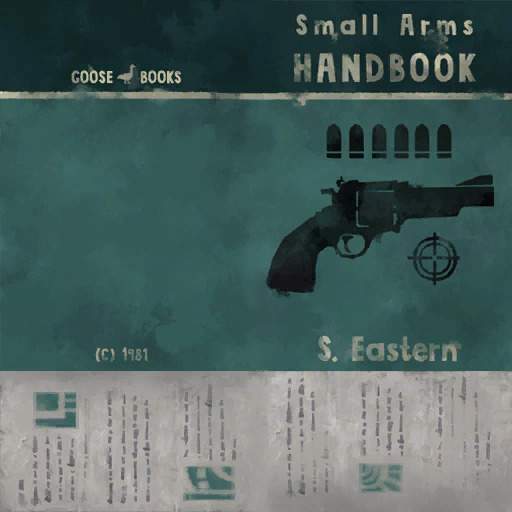 Small Arms
HANDBOOK
GOOSE BOOKS
S. Eastern
(C) 1981